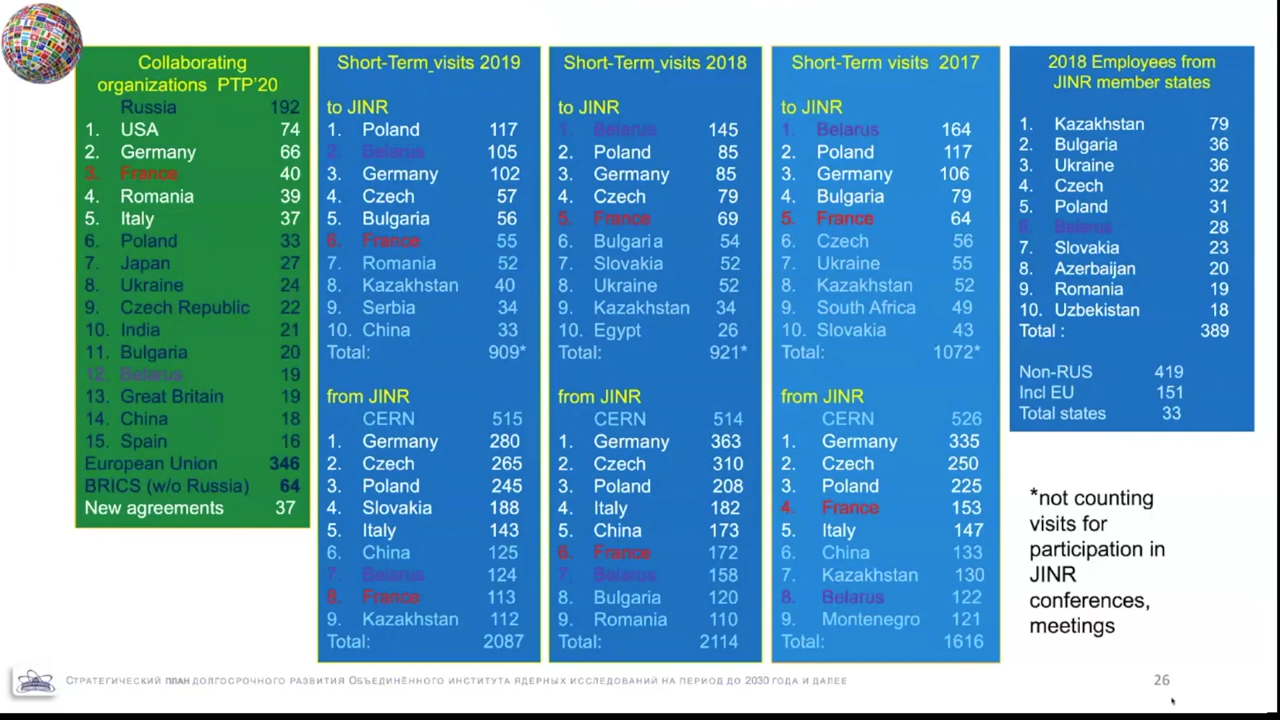 Collaborating
organizations PTP'20
Russia 192
1. USA 74
2. Germany 66
3. France 40
4. Romania 39
5. Italy 37
6. Poland 33
7. Japan 27
8. Ukraine 24
9. Czech Republic 22
10. India 21
11. Bulgaria 20
12. Belarus 19
13. Great Britain 19
14. China 18
15. Spain 16
European Union 346
BRICS (w/o Russia) 64
New agreements 37
Short-Term_visits 2019
to JINR
1. Poland 117
2. Belarus 105
3. Germany 102
4. Czech 57
5. Bulgaria 56
6. France 55
7. Romania 52
8. Kazakhstan 40
9. Serbia 34
10. China 33
Total: 909*
from JINR
CERN 515
1. Germany 280
2. Czech 265
3. Poland 245
4. Slovakia 188
5. Italy 143
6. China 125
7. Belarus 124
8. France 113
9. Kazakhstan 112
Total: 2087
Short-Term_visits 2018
to JINR
1. Belarus 145
2. Poland 85
3. Germany 85
4. Czech 79
5. France 69
6. Bulgaria 54
7. Slovakia 52
8. Ukraine 52
9. Kazakhstan 34
10. Egypt 26
Total: 921*
from JINR
CERN 514
1. Germany 363
2. Czech 310
3. Poland 208
4. Italy 182
5. China 173
6. France 172
7. Belarus 158
8. Bulgaria 120
9. Romania 110
Total: 2114
Short-Term visits 2017
to JINR
1. Belarus 164
2. Poland 117
3. Germany 106
4. Bulgaria 79
5. France 64
6. Czech 56
7. Ukraine 55
8. Kazakhstan 52
9. South Africa 49
10. Slovakia 43
Total: 1072*
from JINR
CERN 526
1. Germany 335
2. Czech 250
3. Poland 225
4. France 153
5. Italy 147
6. China 133
7. Kazakhstan 130
8. Belarus 122
9. Montenegro 121
Total: 1616
2018 Employees from
JINR member states
1. Kazakhstan 79
2. Bulgaria 36
3. Ukraine 36
4. Czech 32
5. Poland 31
6. Belarus 28
7. Slovakia 23
8. Azerbaijan 20
9. Romania 19
10. Uzbekistan 18
Total : 389
Non-RUS 419
Incl EU 151
Total states 33
*not counting
visits for
participation in
JINR
conferences,
meetings
СТРАТЕГИЧЕСКИЙ ПЛАН ДОЛГОСРОЧНОГО РАЗВИТИЯ ОБЪЕДИНЁННОГО ИНСТИТУТА ЯДЕРНЫХ ИССЛЕДОВАНИЙ НА ПЕРИОД ДО 2030 ГОДА И ДАЛЕЕ
26